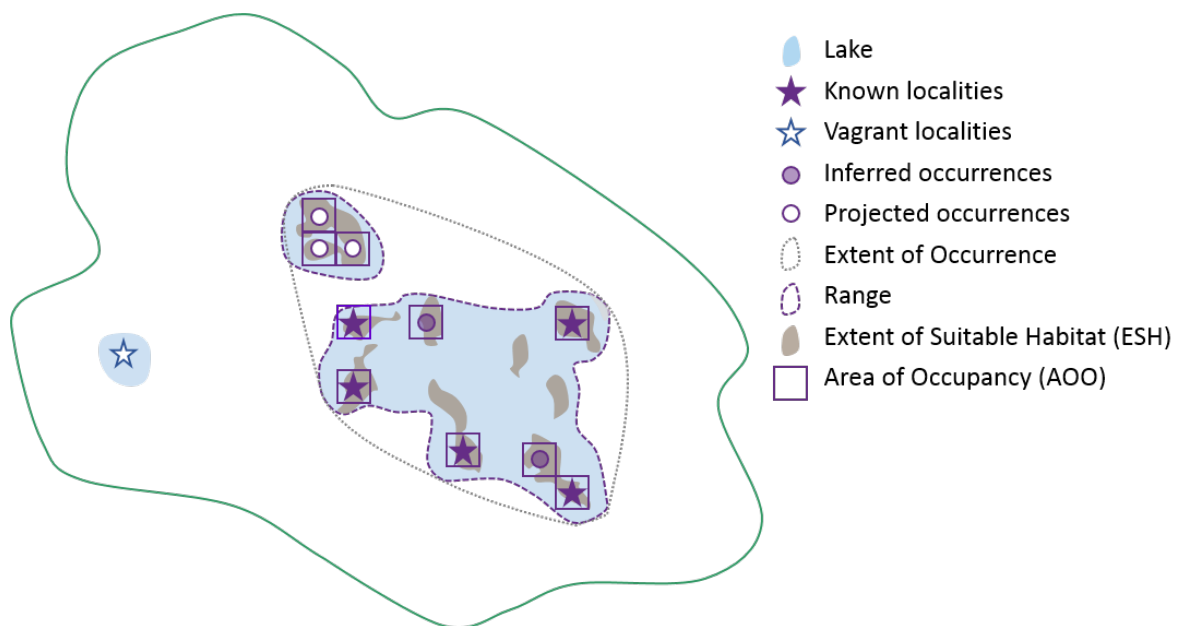 Lake
Known localities
Vagrant localities
Inferred occurrences
Projected occurrences
Extent of Occurrence
Range
Extent of Suitable Habitat (ESH)
Area of Occupancy (AOO)